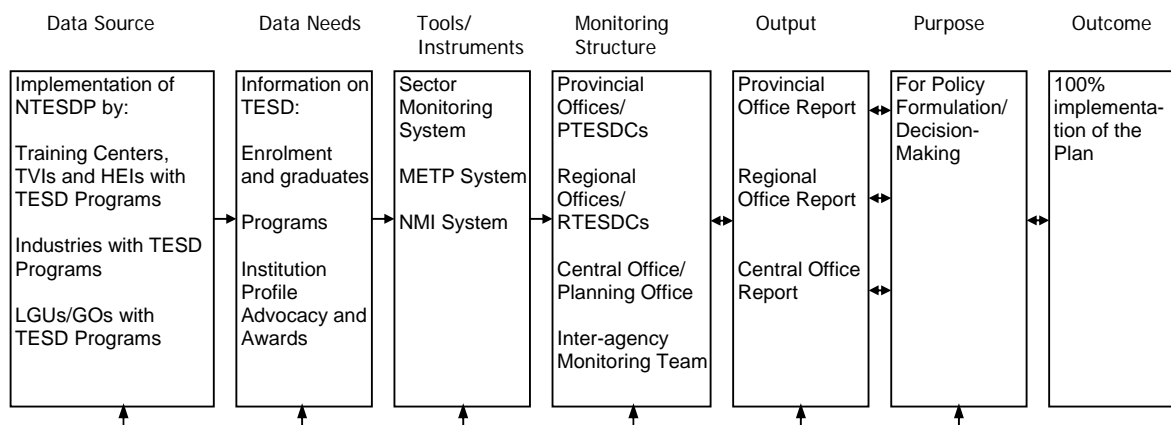 Data Source
Data Needs
Tools/
Instruments
Monitoring
Structure
Output
Purpose
Outcome
Implementation of
NTESDP by:
Training Centers,
TVIs and HEIs with
TESD Programs
Industries with TESD
Programs
LGUs/GOs with
TESD Programs
Information on
TESD:
Enrolment
and graduates
Programs
Institution
Profile
Advocacy and
Awards
Sector
Monitoring
System
METP System
NMI System
Provincial
Offices/
PTESDCs
Regional
Offices/
RTESDCs
Central Office/
Planning Office
Inter-agency
Monitoring Team
Provincial
Office Report
Regional
Office Report
Central Office
Report
For Policy
Formulation/
Decision-
Making
100%
implementa-
tion of the
Plan